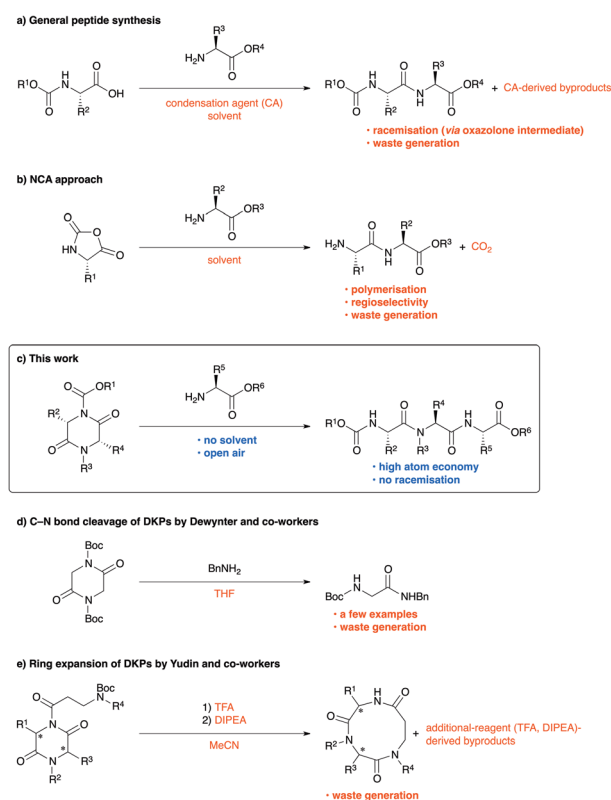 a) General peptide synthesis
R¹O
O
H
N
R²
O
OH
H₂N
R³
O
OR⁴
condensation agent (CA)
solvent
R¹O
O
H
N
R²
O
N
H
R³
O
OR⁴
+ CA-derived byproducts
• racemisation (via oxazolone intermediate)
• waste generation
b) NCA approach
O
O
HN
O
R¹
H₂N
R²
O
OR³
solvent
H₂N
R¹
O
N
H
R²
O
OR³
+ CO₂
• polymerisation
• regioselectivity
• waste generation
c) This work
O
OR¹
R²
N
O
O
N
R³
R⁴
H₂N
R⁵
O
OR⁶
• no solvent
• open air
R¹O
O
H
N
R²
O
N
R³
R⁴
O
H
N
R⁵
O
OR⁶
• high atom economy
• no racemisation
d) C–N bond cleavage of DKPs by Dewynter and co-workers
Boc
N
O
O
N
Boc
BnNH₂
THF
Boc
H
N
O
NHBn
• a few examples
• waste generation
e) Ring expansion of DKPs by Yudin and co-workers
Boc
N
R⁴
O
R¹
N
O
*
*
O
N
R³
R²
1) TFA
2) DIPEA
MeCN
R¹
H
N
O
*
O
R²
N
*
R³
O
N
R⁴
+ additional-reagent (TFA, DIPEA)-
derived byproducts
• waste generation